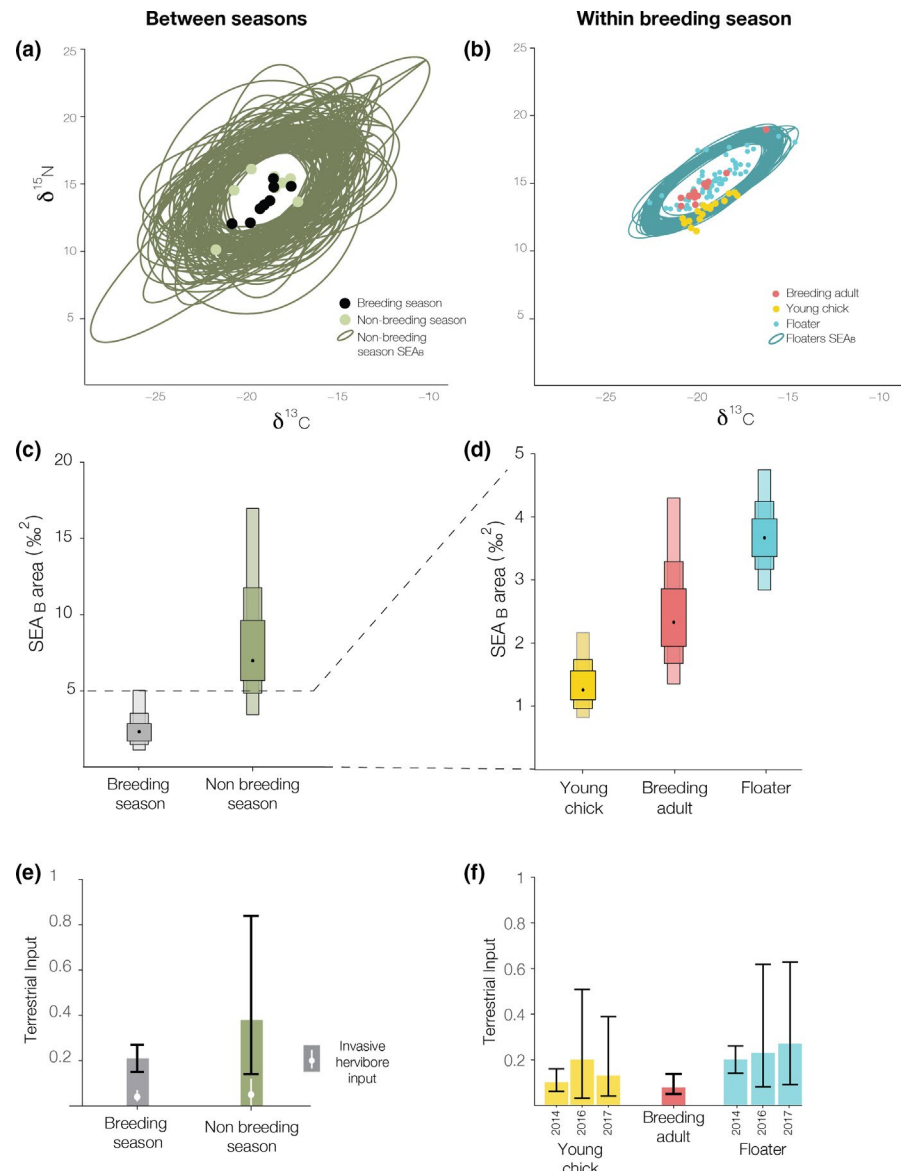 Between seasons
Within breeding season
(a)
25
20
15
10
5
δ15N
−25
−20
−15
−10
δ13C
Breeding season
Non-breeding season
Non-breeding
season SEAB
(b)
25
20
15
10
5
−25
−20
−15
−10
δ13C
Breeding adult
Young chick
Floater
Floaters SEAB
(c)
20
15
10
5
SEA B area (‰2)
Breeding
season
Non breeding
season
(d)
5
4
3
2
1
SEA B area (‰2)
Young
chick
Breeding
adult
Floater
(e)
1
0.8
0.6
0.4
0.2
Terrestrial Input
Breeding
season
Non breeding
season
Invasive
hervibore
input
(f)
1
0.8
0.6
0.4
0.2
Terrestrial Input
2014
2016
2017
Young
chick
Breeding
adult
2014
2016
2017
Floater